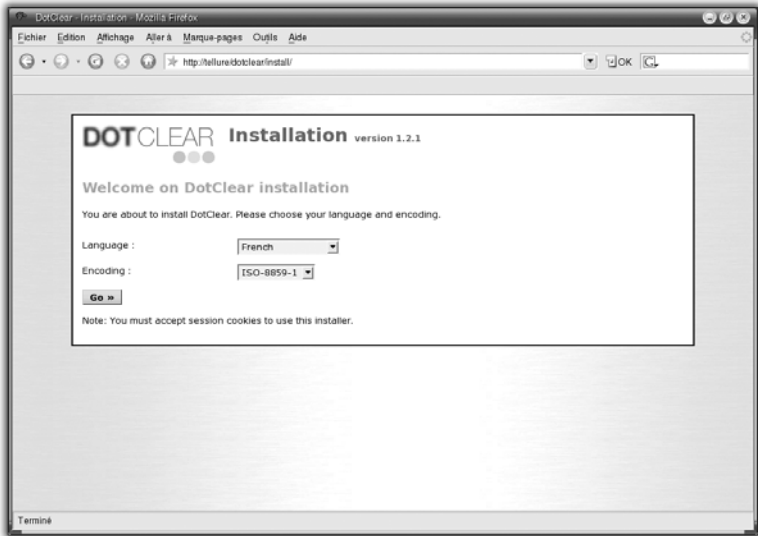 DotClear - Installation - Mozilla Firefox
Fichier Edition Affichage Aller à Marque-pages Outils Aide
http://tellure/dotclear/install/ OK G
DOTCLEAR Installation version 1.2.1
Welcome on DotClear installation
You are about to install DotClear. Please choose your language and encoding.
Language : French
Encoding : ISO-8859-1
Go »
Note: You must accept session cookies to use this installer.
Terminé